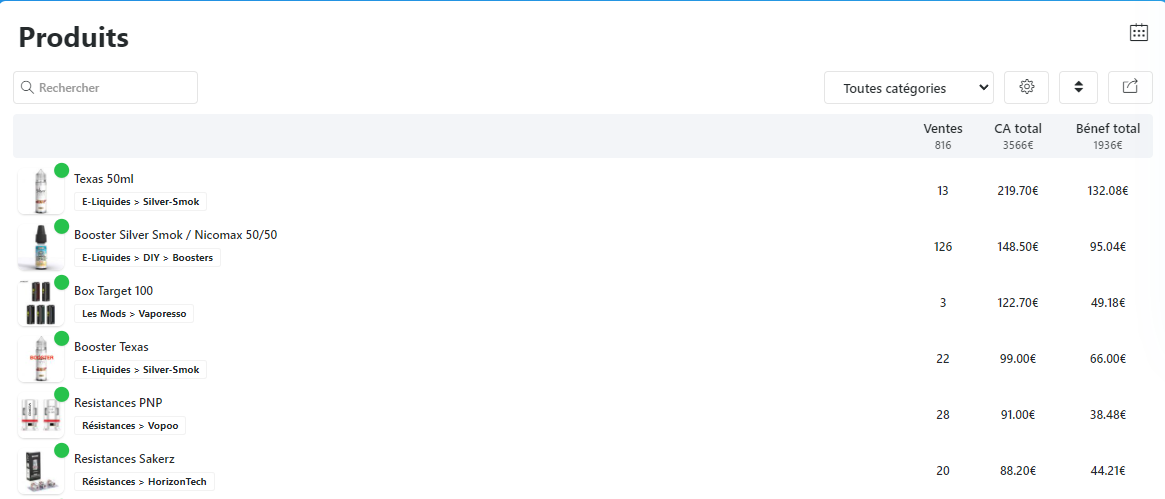 Produits
Rechercher
Toutes catégories
Ventes CA total Bénef total
816 3566€ 1936€
Texas 50ml
E-Liquides > Silver-Smok
13 219.70€ 132.08€
Booster Silver Smok / Nicomax 50/50
E-Liquides > DIY > Boosters
126 148.50€ 95.04€
Box Target 100
Les Mods > Vaporesso
3 122.70€ 49.18€
Booster Texas
E-Liquides > Silver-Smok
22 99.00€ 66.00€
BOOSTER
Resistances PNP
Résistances > Vopoo
28 91.00€ 38.48€
Resistances Sakerz
Résistances > HorizonTech
20 88.20€ 44.21€